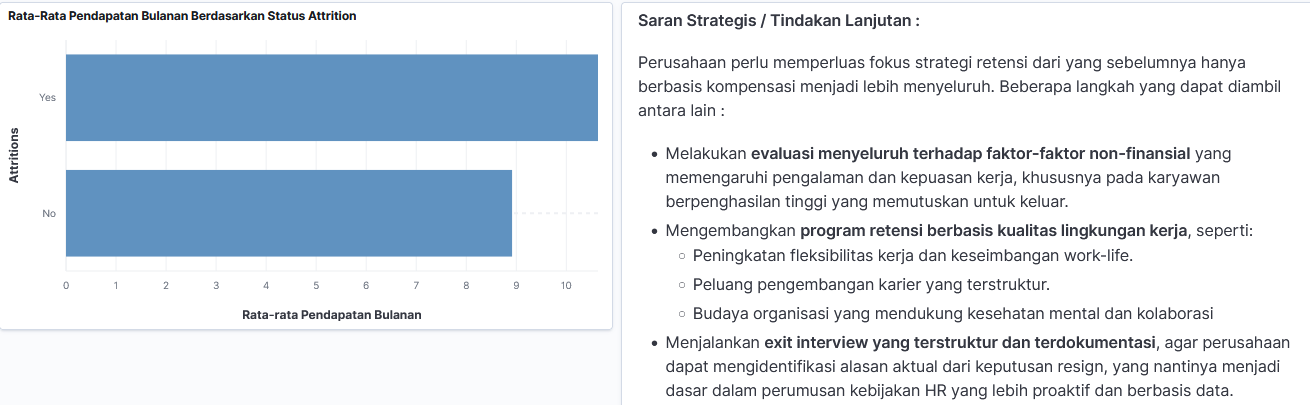 Rata-Rata Pendapatan Bulanan Berdasarkan Status Attrition
Attritions
Yes
No
0 1 2 3 4 5 6 7 8 9 10
Rata-rata Pendapatan Bulanan
Saran Strategis / Tindakan Lanjutan :
Perusahaan perlu memperluas fokus strategi retensi dari yang sebelumnya hanya
berbasis kompensasi menjadi lebih menyeluruh. Beberapa langkah yang dapat diambil
antara lain :
• Melakukan evaluasi menyeluruh terhadap faktor-faktor non-finansial yang
memengaruhi pengalaman dan kepuasan kerja, khususnya pada karyawan
berpenghasilan tinggi yang memutuskan untuk keluar.
• Mengembangkan program retensi berbasis kualitas lingkungan kerja, seperti:
○ Peningkatan fleksibilitas kerja dan keseimbangan work-life.
○ Peluang pengembangan karier yang terstruktur.
○ Budaya organisasi yang mendukung kesehatan mental dan kolaborasi
• Menjalankan exit interview yang terstruktur dan terdokumentasi, agar perusahaan
dapat mengidentifikasi alasan aktual dari keputusan resign, yang nantinya menjadi
dasar dalam perumusan kebijakan HR yang lebih proaktif dan berbasis data.